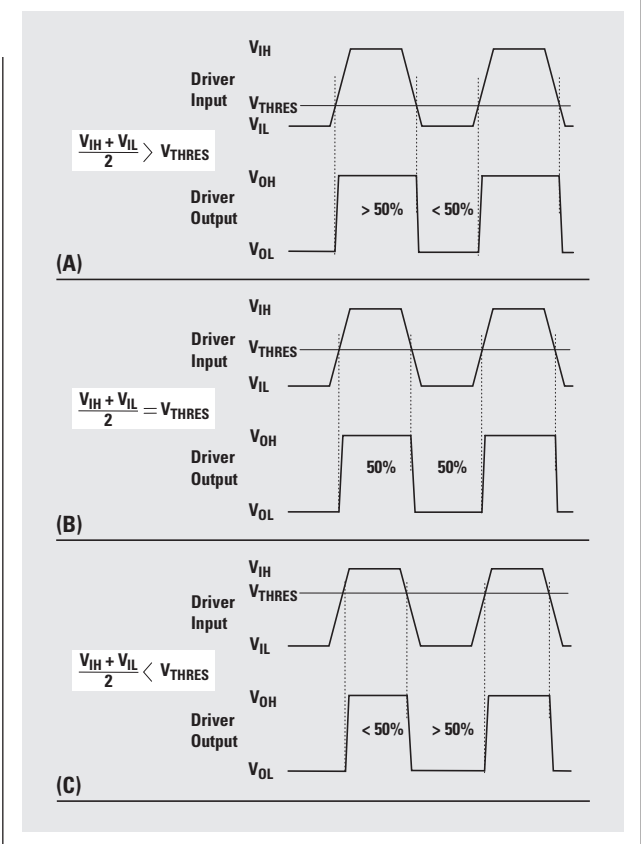 V_IH
Driver Input
V_THRES
V_IL
(V_IH + V_IL)/2 > V_THRES
V_OH
Driver Output
> 50% < 50%
V_OL
(A)
V_IH
Driver Input
V_THRES
V_IL
(V_IH + V_IL)/2 = V_THRES
V_OH
Driver Output
50% 50%
V_OL
(B)
V_IH
V_THRES
Driver Input
V_IL
(V_IH + V_IL)/2 < V_THRES
V_OH
Driver Output
< 50% > 50%
V_OL
(C)